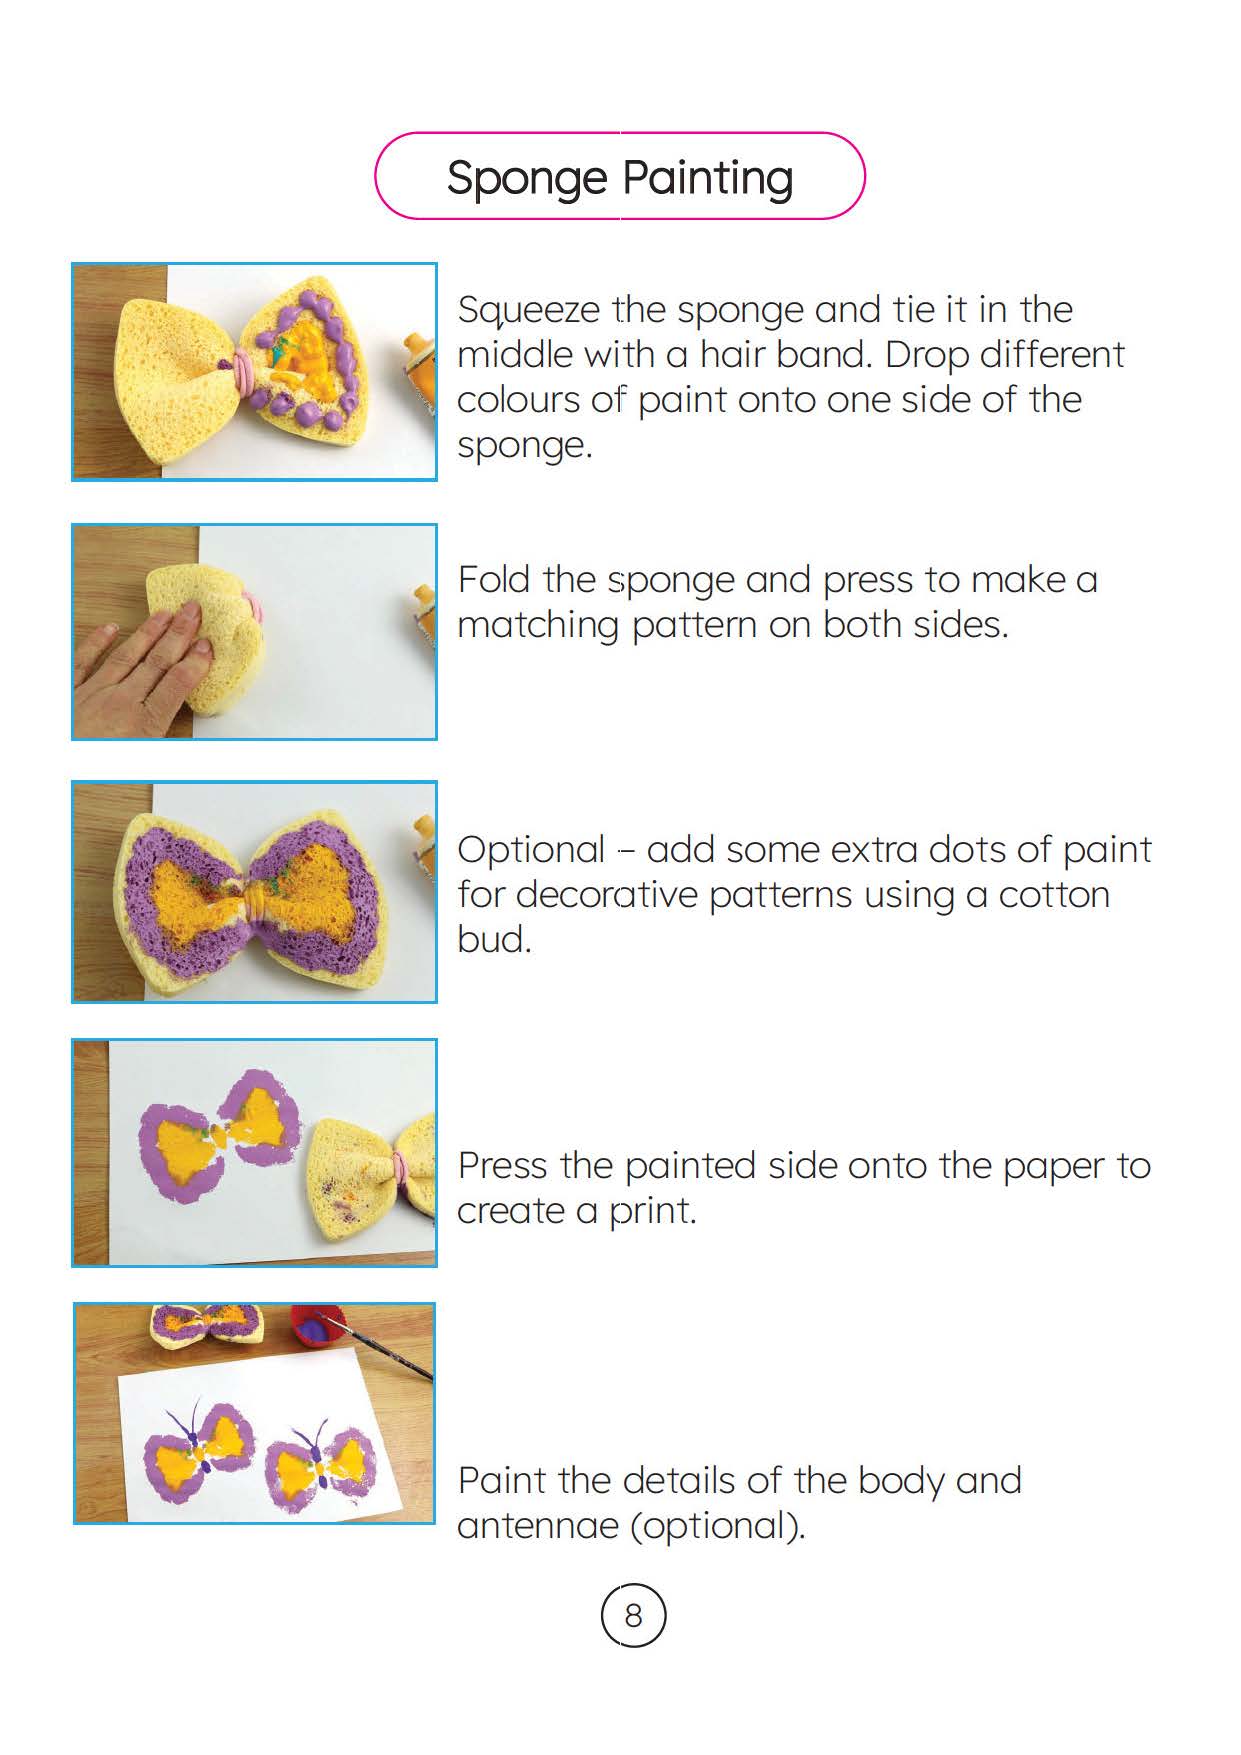 Sponge Painting
Squeeze the sponge and tie it in the
middle with a hair band. Drop different
colours of paint onto one side of the
sponge.
Fold the sponge and press to make a
matching pattern on both sides.
Optional – add some extra dots of paint
for decorative patterns using a cotton
bud.
Press the painted side onto the paper to
create a print.
Paint the details of the body and
antennae (optional).
8